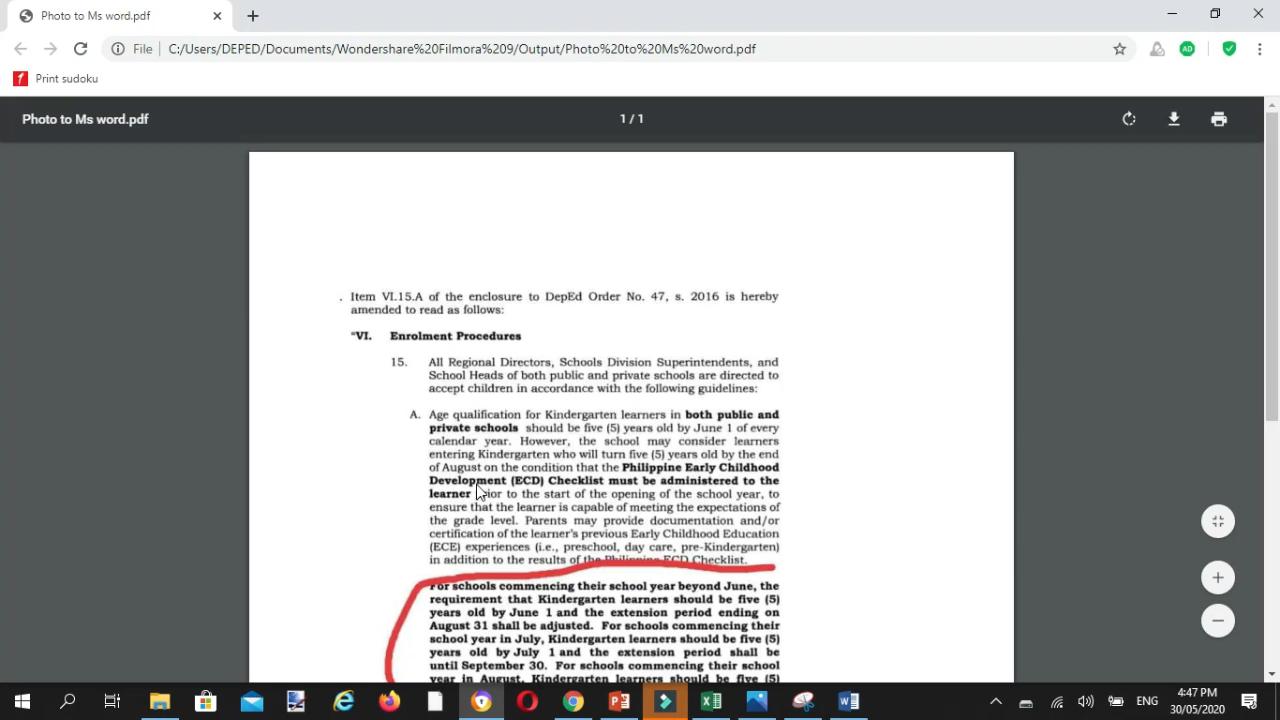 Photo to Ms word.pdf
File C:/Users/DEPED/Documents/Wondershare%20Filmora%209/Output/Photo%20to%20Ms%20word.pdf
AD
Print sudoku
Photo to Ms word.pdf
1 / 1
. Item VI.15.A of the enclosure to DepEd Order No. 47, s. 2016 is hereby
amended to read as follows:
"VI. Enrolment Procedures
15. All Regional Directors, Schools Division Superintendents, and
School Heads of both public and private schools are directed to
accept children in accordance with the following guidelines:
A. Age qualification for Kindergarten learners in both public and
private schools should be five (5) years old by June 1 of every
calendar year. However, the school may consider learners
entering Kindergarten who will turn five (5) years old by the end
of August on the condition that the Philippine Early Childhood
Development (ECD) Checklist must be administered to the
learner prior to the start of the opening of the school year, to
ensure that the learner is capable of meeting the expectations of
the grade level. Parents may provide documentation and/or
certification of the learner's previous Early Childhood Education
(ECE) experiences (i.e., preschool, day care, pre-Kindergarten)
in addition to the results of the Philippine ECD Checklist.
For schools commencing their school year beyond June, the
requirement that Kindergarten learners should be five (5)
years old by June 1 and the extension period ending on
August 31 shall be adjusted. For schools commencing their
school year in July, Kindergarten learners should be five (5)
years old by July 1 and the extension period shall be
until September 30. For schools commencing their school
year in August, Kindergarten learners should be five (5)
ENG
4:47 PM
30/05/2020